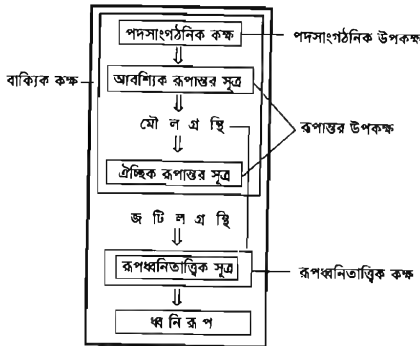 পদসাংগঠনিক কক্ষ
পদসাংগঠনিক উপকক্ষ
বাক্যিক কক্ষ
আবশ্যিক রূপান্তর সূত্র
মৌ ল গ্র ন্থি
রূপান্তর উপকক্ষ
ঐচ্ছিক রূপান্তর সূত্র
জ টি ল গ্র ন্থি
রূপধ্বনিতাত্ত্বিক সূত্র
রূপধ্বনিতাত্ত্বিক কক্ষ
ধ্ব নি রূ প